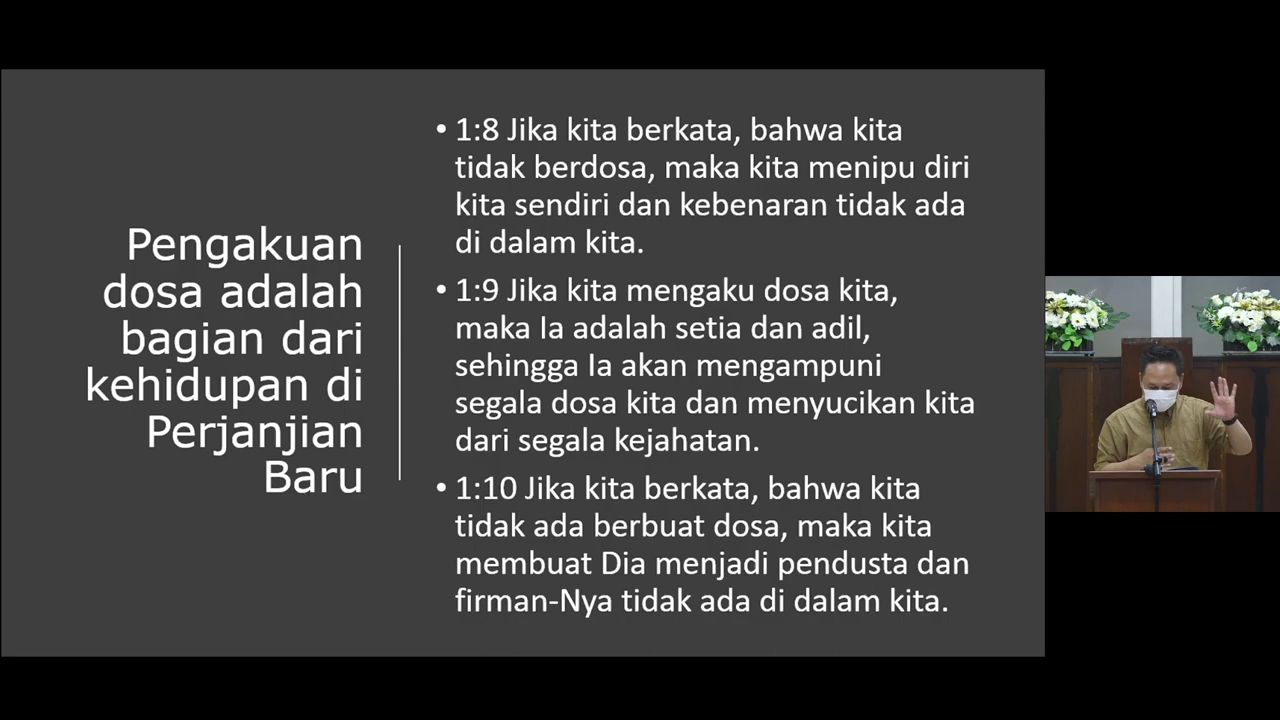 Pengakuan
dosa adalah
bagian dari
kehidupan di
Perjanjian
Baru
• 1:8 Jika kita berkata, bahwa kita
tidak berdosa, maka kita menipu diri
kita sendiri dan kebenaran tidak ada
di dalam kita.
• 1:9 Jika kita mengaku dosa kita,
maka Ia adalah setia dan adil,
sehingga Ia akan mengampuni
segala dosa kita dan menyucikan kita
dari segala kejahatan.
• 1:10 Jika kita berkata, bahwa kita
tidak ada berbuat dosa, maka kita
membuat Dia menjadi pendusta dan
firman-Nya tidak ada di dalam kita.